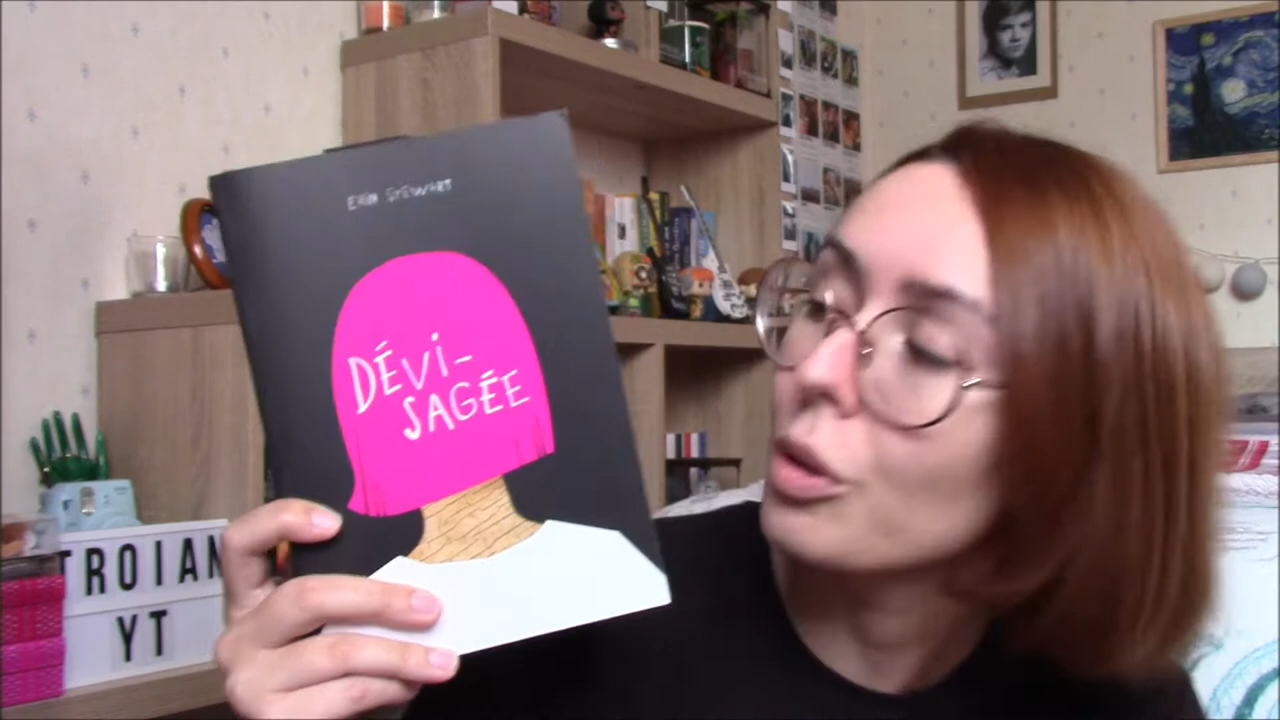 ERIN STEWART
DÉVI-
SAGÉE
TROIAN
YT